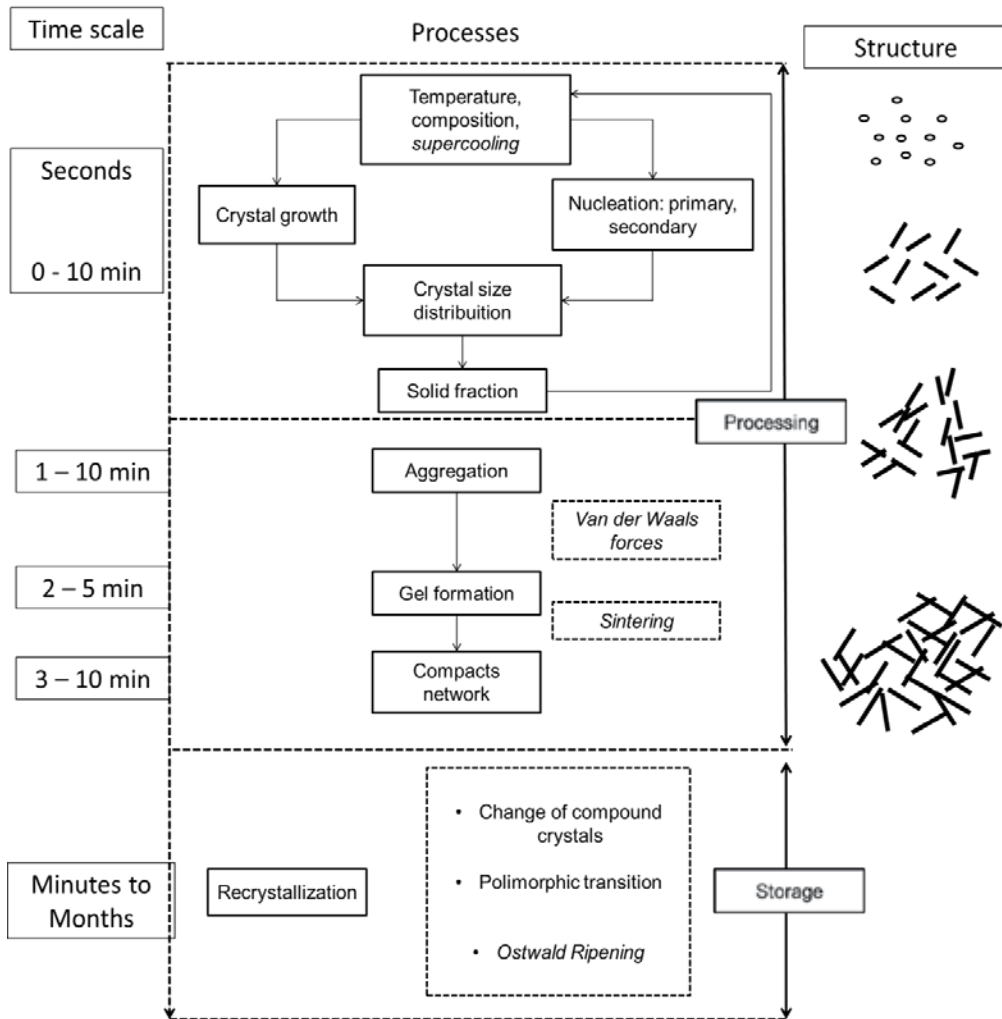 Time scale
Processes
Structure
Temperature,
composition,
supercooling
Seconds
0 - 10 min
Crystal growth
Nucleation: primary,
secondary
Crystal size
distribuition
Solid fraction
Processing
1 – 10 min
Aggregation
Van der Waals
forces
2 – 5 min
Gel formation
Sintering
3 – 10 min
Compacts
network
• Change of compound
crystals
Minutes to
Months
Recrystallization
• Polimorphic transition
Storage
• Ostwald Ripening